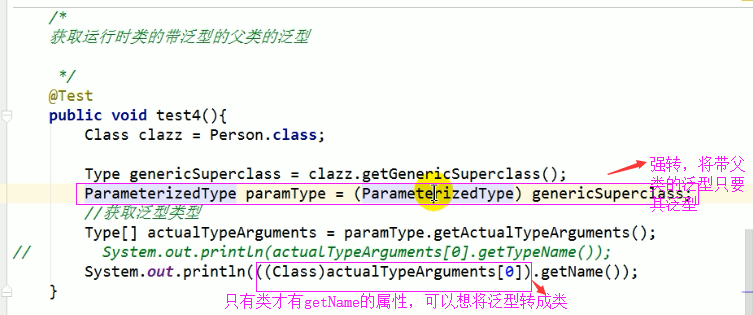 /*
获取运行时类的带泛型的父类的泛型
*/
@Test
public void test4(){
Class clazz = Person.class;
Type genericSuperclass = clazz.getGenericSuperclass();
强转，将带父
类的泛型只要
其泛型
ParameterizedType paramType = (ParameterizedType) genericSuperclass;
//获取泛型类型
Type[] actualTypeArguments = paramType.getActualTypeArguments();
// System.out.println(actualTypeArguments[0].getTypeName());
System.out.println(((Class)actualTypeArguments[0]).getName());
}
只有类才有getName的属性，可以想将泛型转成类